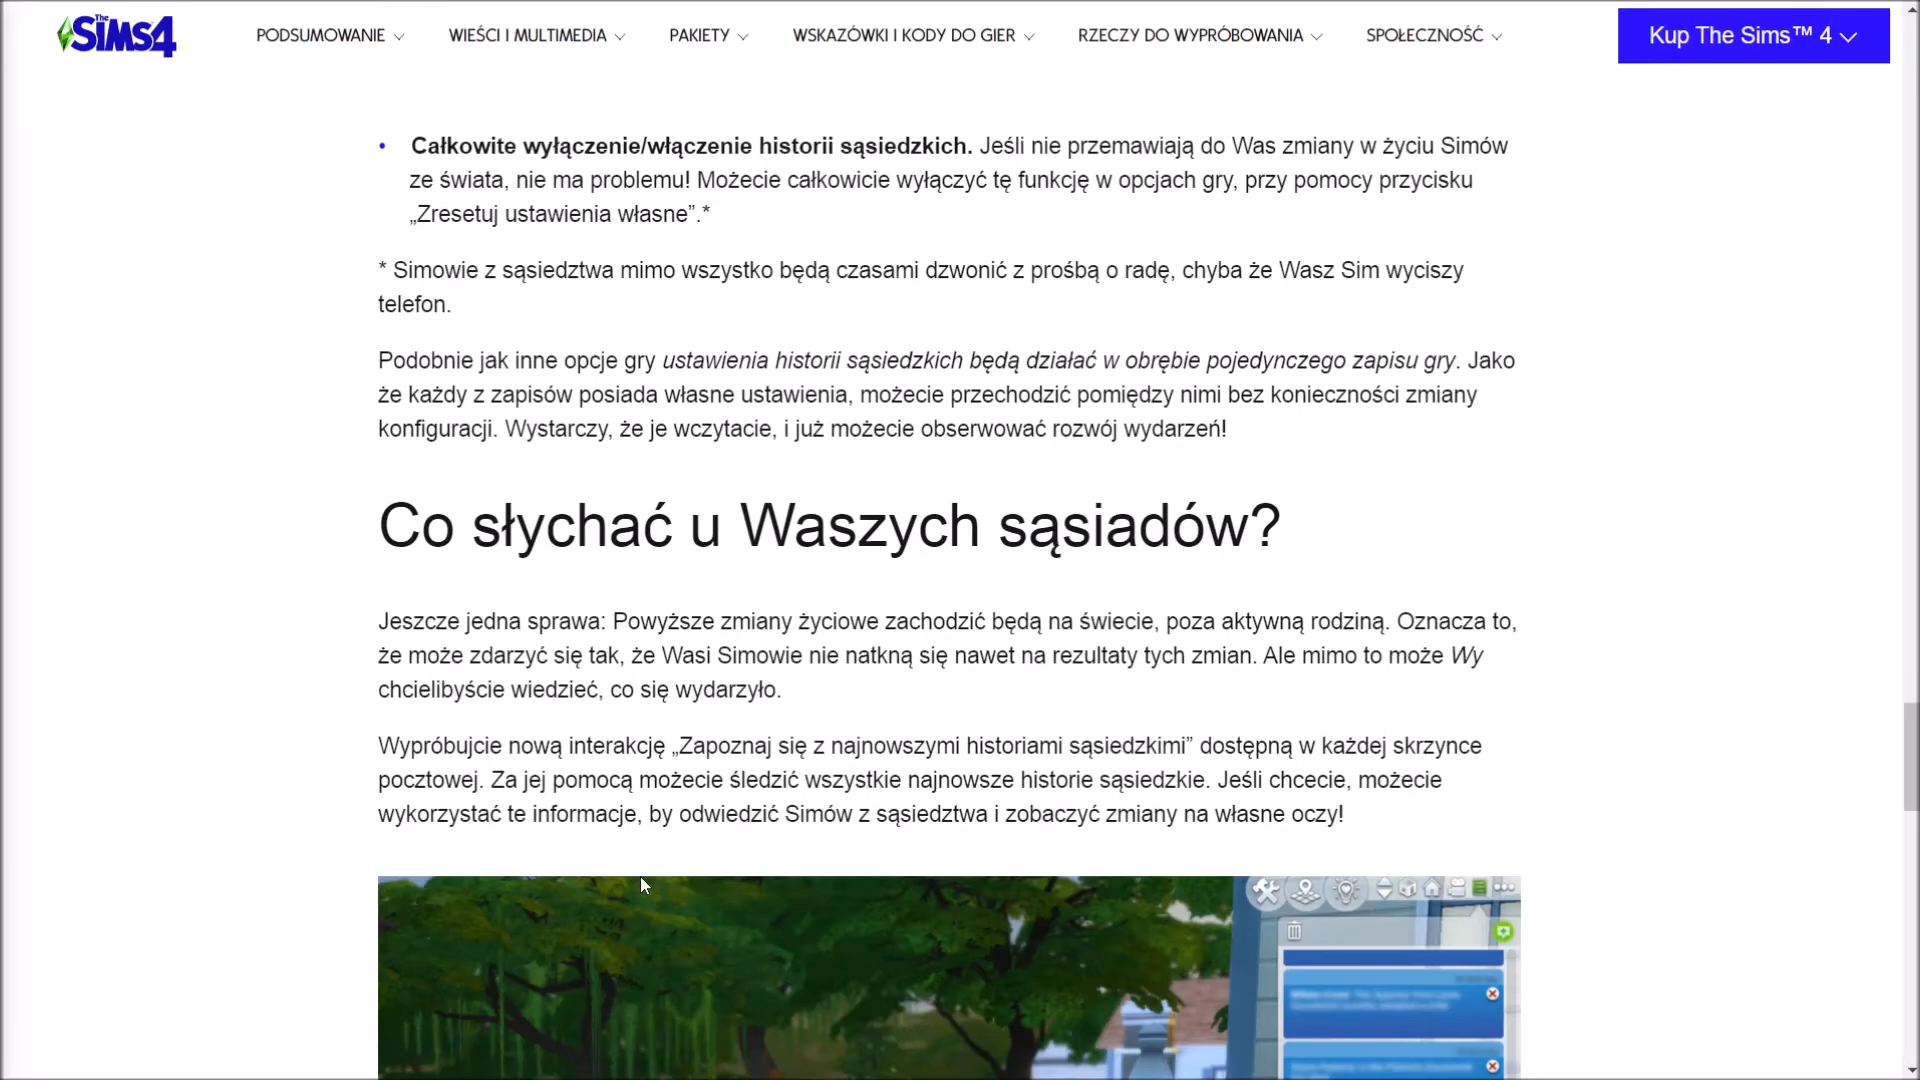 The Sims 4
PODSUMOWANIE
WIEŚCI I MULTIMEDIA
PAKIETY
WSKAZÓWKI I KODY DO GIER
RZECZY DO WYPRÓBOWANIA
SPOŁECZNOŚĆ
Kup The Sims™ 4
• Całkowite wyłączenie/włączenie historii sąsiedzkich. Jeśli nie przemawiają do Was zmiany w życiu Simów
ze świata, nie ma problemu! Możecie całkowicie wyłączyć tę funkcję w opcjach gry, przy pomocy przycisku
„Zresetuj ustawienia własne”.*
* Simowie z sąsiedztwa mimo wszystko będą czasami dzwonić z prośbą o radę, chyba że Wasz Sim wyciszy
telefon.
Podobnie jak inne opcje gry ustawienia historii sąsiedzkich będą działać w obrębie pojedynczego zapisu gry. Jako
że każdy z zapisów posiada własne ustawienia, możecie przechodzić pomiędzy nimi bez konieczności zmiany
konfiguracji. Wystarczy, że je wczytacie, i już możecie obserwować rozwój wydarzeń!
Co słychać u Waszych sąsiadów?
Jeszcze jedna sprawa: Powyższe zmiany życiowe zachodzić będą na świecie, poza aktywną rodziną. Oznacza to,
że może zdarzyć się tak, że Wasi Simowie nie natkną się nawet na rezultaty tych zmian. Ale mimo to może Wy
chcielibyście wiedzieć, co się wydarzyło.
Wypróbujcie nową interakcję „Zapoznaj się z najnowszymi historiami sąsiedzkimi” dostępną w każdej skrzynce
pocztowej. Za jej pomocą możecie śledzić wszystkie najnowsze historie sąsiedzkie. Jeśli chcecie, możecie
wykorzystać te informacje, by odwiedzić Simów z sąsiedztwa i zobaczyć zmiany na własne oczy!